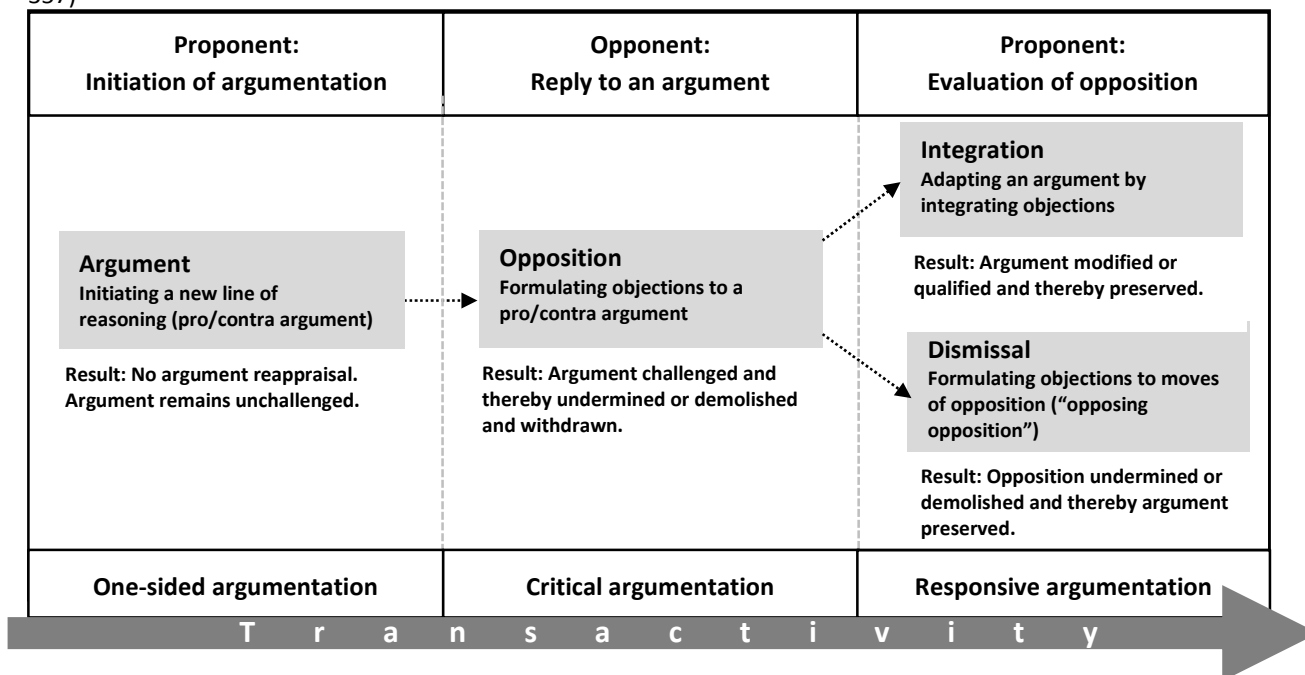 337)
Proponent:
Initiation of argumentation
Opponent:
Reply to an argument
Proponent:
Evaluation of opposition
Argument
Initiating a new line of
reasoning (pro/contra argument)
Result: No argument reappraisal.
Argument remains unchallenged.
Opposition
Formulating objections to a
pro/contra argument
Result: Argument challenged and
thereby undermined or demolished
and withdrawn.
Integration
Adapting an argument by
integrating objections
Result: Argument modified or
qualified and thereby preserved.
Dismissal
Formulating objections to moves
of opposition (“opposing
opposition”)
Result: Opposition undermined or
demolished and thereby argument
preserved.
One-sided argumentation
Critical argumentation
Responsive argumentation
T r a n s a c t i v i t y